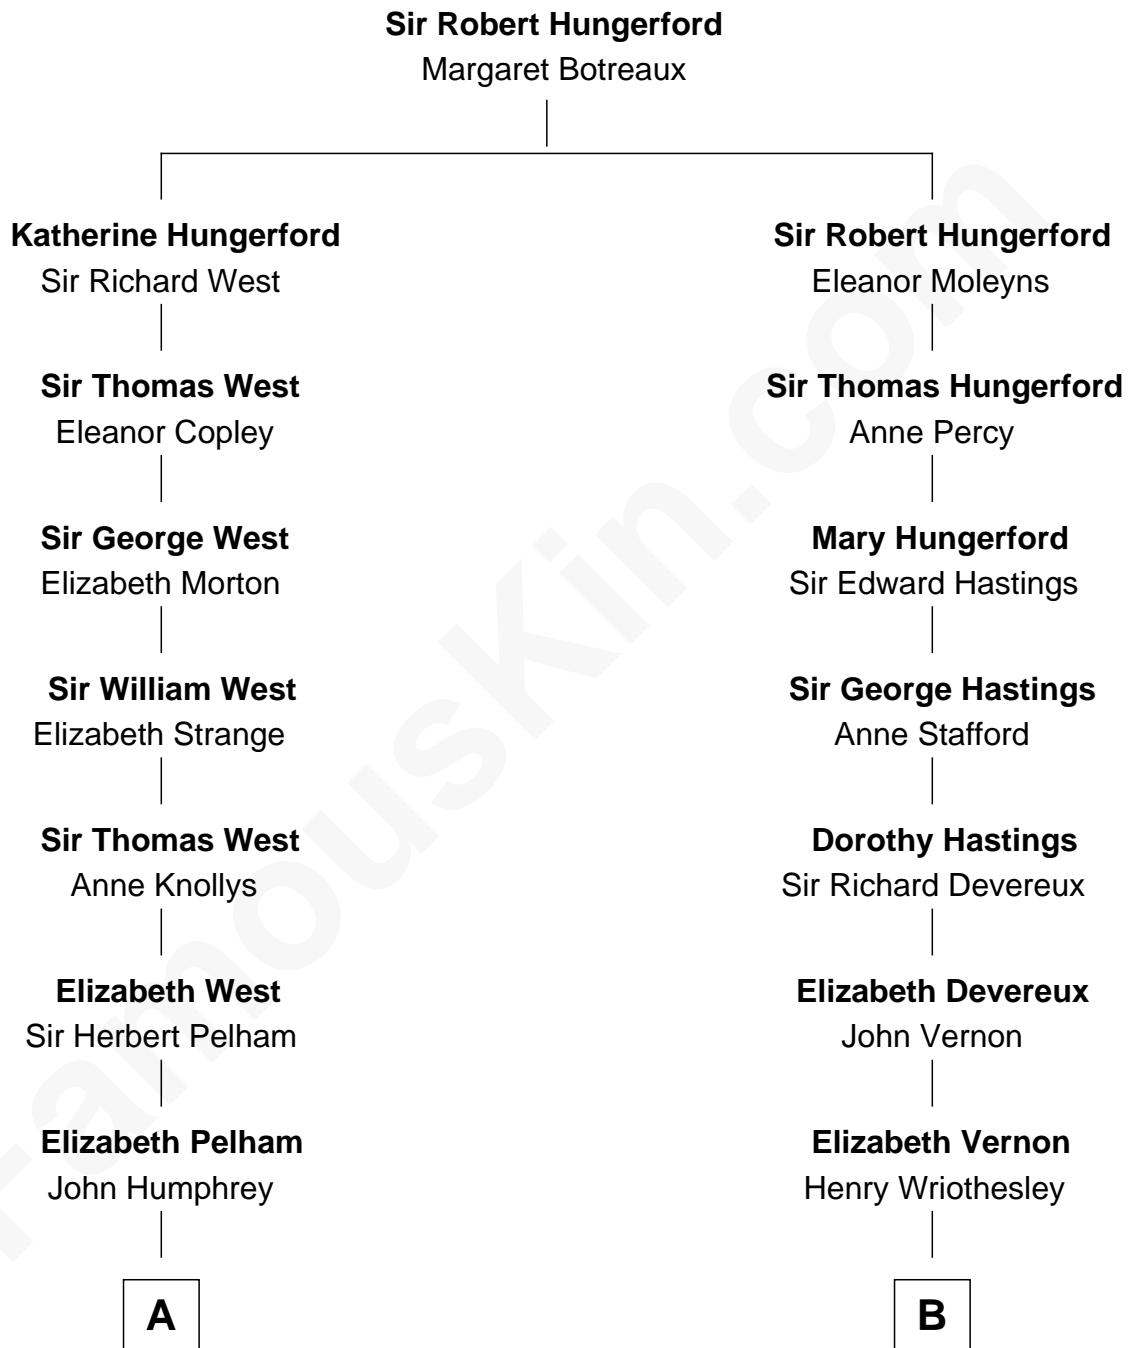 Sir Robert Hungerford
Margaret Botreaux
Katherine Hungerford
Sir Richard West
Sir Robert Hungerford
Eleanor Moleyns
Sir Thomas West
Eleanor Copley
Sir Thomas Hungerford
Anne Percy
Sir George West
Elizabeth Morton
Mary Hungerford
Sir Edward Hastings
Sir William West
Elizabeth Strange
Sir George Hastings
Anne Stafford
Sir Thomas West
Anne Knollys
Dorothy Hastings
Sir Richard Devereux
Elizabeth West
Sir Herbert Pelham
Elizabeth Devereux
John Vernon
Elizabeth Pelham
John Humphrey
Elizabeth Vernon
Henry Wriothesley
A
B
FamousKin.com